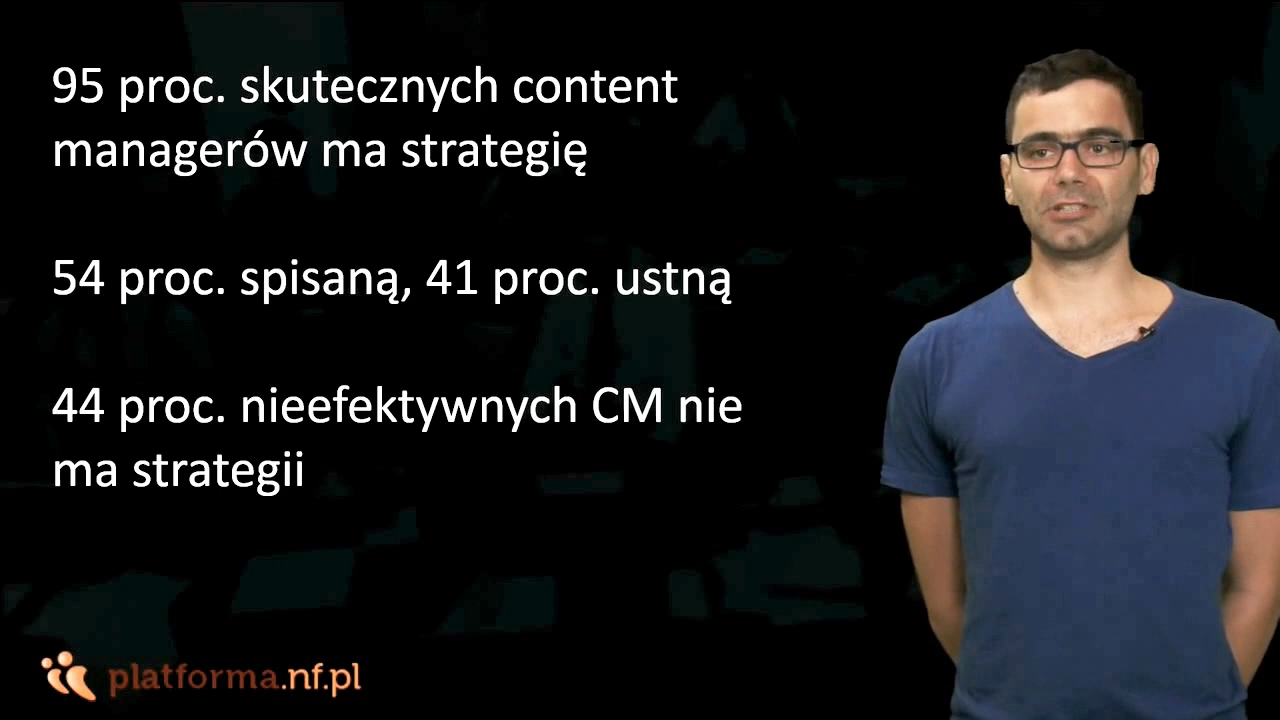 95 proc. skutecznych content
managerów ma strategię
54 proc. spisaną, 41 proc. ustną
44 proc. nieefektywnych CM nie
ma strategii
platforma.nf.pl